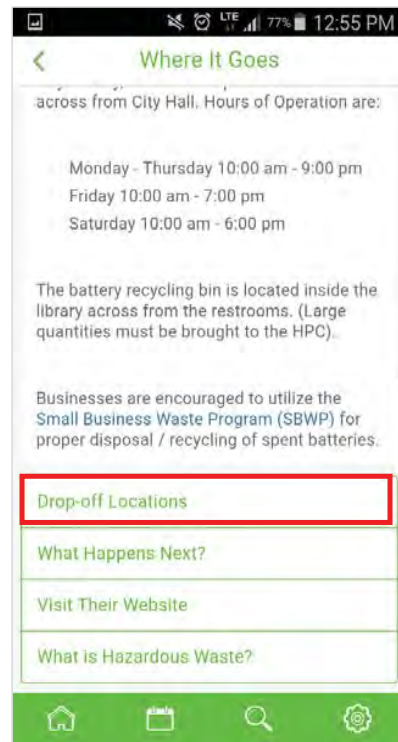 LTE 77% 12:55 PM
Where It Goes
across from City Hall. Hours of Operation are:
Monday - Thursday 10:00 am - 9:00 pm
Friday 10:00 am - 7:00 pm
Saturday 10:00 am - 6:00 pm
The battery recycling bin is located inside the
library across from the restrooms. (Large
quantities must be brought to the HPC).
Businesses are encouraged to utilize the
Small Business Waste Program (SBWP) for
proper disposal / recycling of spent batteries.
Drop-off Locations
What Happens Next?
Visit Their Website
What is Hazardous Waste?